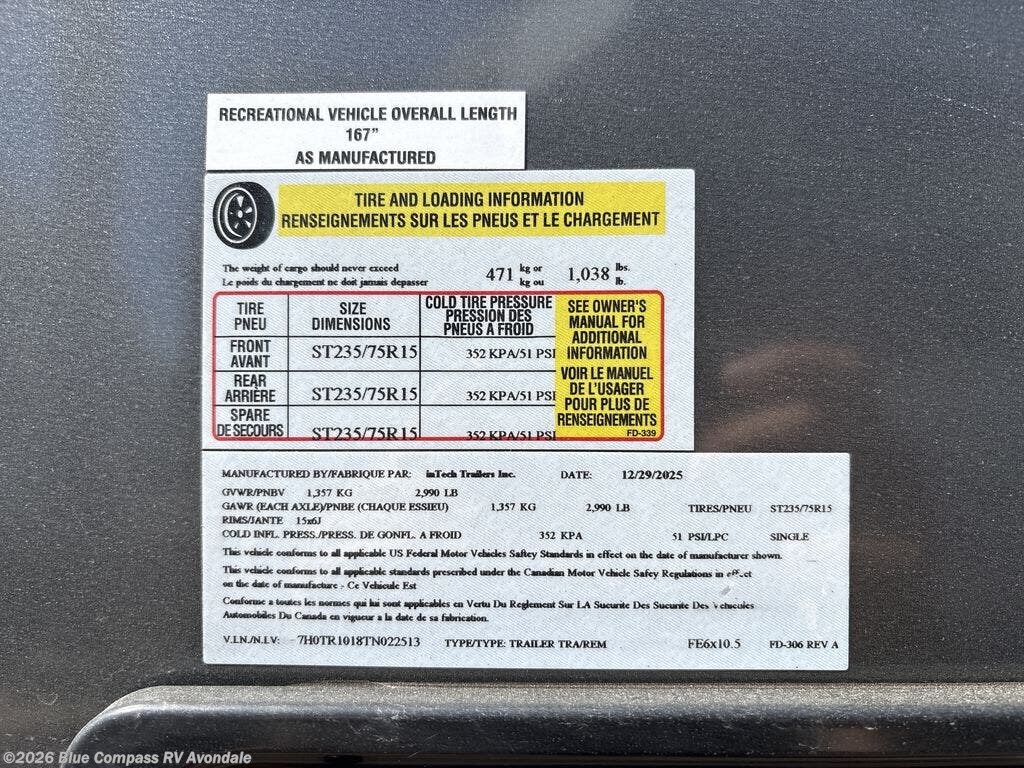 RECREATIONAL VEHICLE OVERALL LENGTH
167”
AS MANUFACTURED
TIRE AND LOADING INFORMATION
RENSEIGNEMENTS SUR LES PNEUS ET LE CHARGEMENT
The weight of cargo should never exceed 471 kg or 1,038 lbs.
Le poids du chargement ne doit jamais depasser kg ou lb.
TIRE PNEU SIZE DIMENSIONS COLD TIRE PRESSURE PRESSION DES PNEUS A FROID
FRONT AVANT ST235/75R15 352 KPA/51 PSI
REAR ARRIÈRE ST235/75R15 352 KPA/51 PSI
SPARE DE SECOURS ST235/75R15 352 KPA/51 PSI
SEE OWNER'S
MANUAL FOR
ADDITIONAL
INFORMATION
VOIR LE MANUEL
DE L'USAGER
POUR PLUS DE
RENSEIGNEMENTS
FD-339
MANUFACTURED BY/FABRIQUE PAR: inTech Trailers Inc. DATE: 12/29/2025
GVWR/PNBV 1,357 KG 2,990 LB
GAWR (EACH AXLE)/PNBE (CHAQUE ESSIEU) 1,357 KG 2,990 LB TIRES/PNEU ST235/75R15
RIMS/JANTE 15x6J
COLD INFL. PRESS./PRESS. DE GONFL. A FROID 352 KPA 51 PSI/LPC SINGLE
This vehicle conforms to all applicable US Federal Motor Vehicles Saftey Standards in effect on the date of manufacturer shown.
This vehicle conforms to all applicable standards prescribed under the Canadian Motor Vehicle Safey Regulations in effect
on the date of manufacture - Ce Vehicule Est
Conforme a toutes les normes qui lui sont applicables en Vertu Du Reglement Sur LA Sucurite Des Sucurite Des Vehicules
Automobiles Du Canada en vigueur a la date de sa fabrication.
V.I.N./N.I.V: 7H0TR1018TN022513 TYPE/TYPE: TRAILER TRA/REM FE6x10.5 FD-306 REV A
©2026 Blue Compass RV Avondale